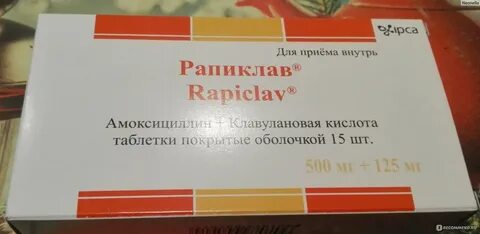 ipca
Для приёма внутрь
Рапиклав®
Rapiclav®
Амоксициллин + Клавулановая кислота
таблетки покрытые оболочкой 15 шт.
500 мг + 125 мг